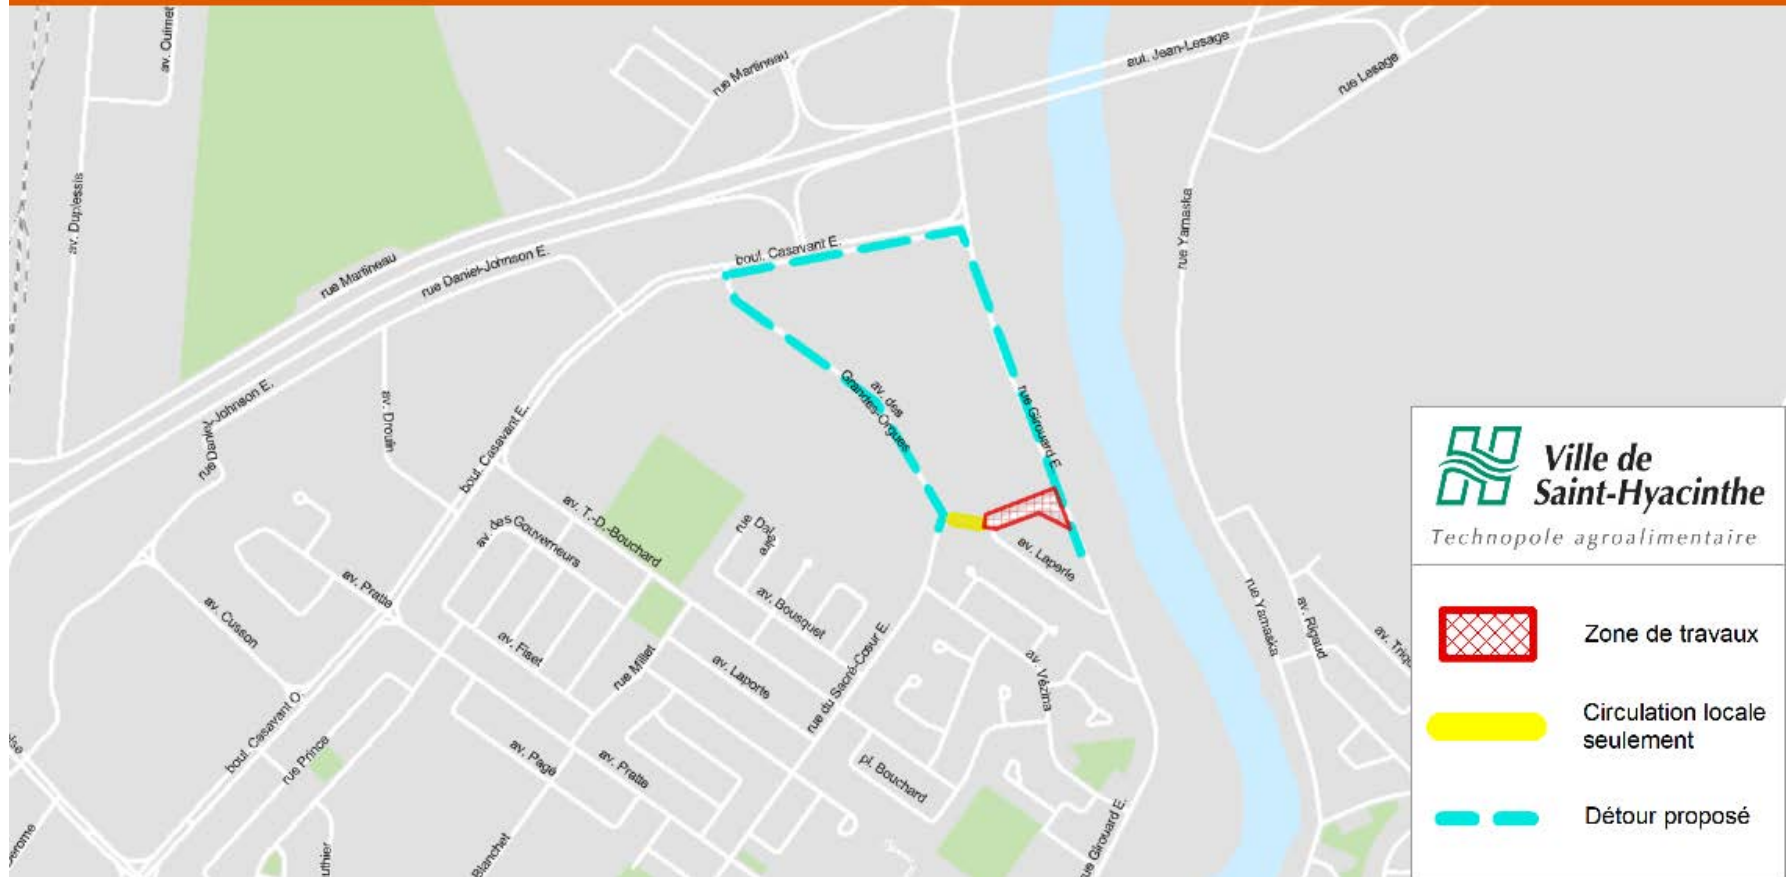 av. Ouimet
rue Martineau
aut. Jean-Lesage
rue Lesage
av. Duplessis
rue Martineau
rue Daniel-Johnson E.
boul. Casavant E.
rue Yamaska
av. des
Grandes-Orgues
rue Girouard E.
rue Daniel-Johnson E.
av. Drouin
boul. Casavant E.
av. T.-D.-Bouchard
av. des Gouverneurs
rue Dallaire
av. Laperle
av. Pratte
av. Cusson
av. Bousquet
av. Fiset
rue Millet
av. Laporte
rue du Sacré-Cœur E.
av. Vézina
rue Yamaska
av. Rigaud
boul. Casavant O.
rue Prince
av. Pagé
av. Pratte
pl. Bouchard
rue Girouard E.
Blanchet
Ville de
Saint-Hyacinthe
Technopole agroalimentaire
Zone de travaux
Circulation locale
seulement
Détour proposé